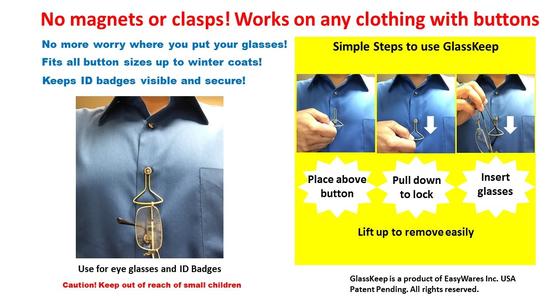 No magnets or clasps! Works on any clothing with buttons
No more worry where you put your glasses!
Fits all button sizes up to winter coats!
Keeps ID badges visible and secure!
Use for eye glasses and ID Badges
Caution! Keep out of reach of small children
Simple Steps to use GlassKeep
Place above
button
Pull down
to lock
Insert
glasses
Lift up to remove easily
GlassKeep is a product of EasyWares Inc. USA
Patent Pending. All rights reserved.